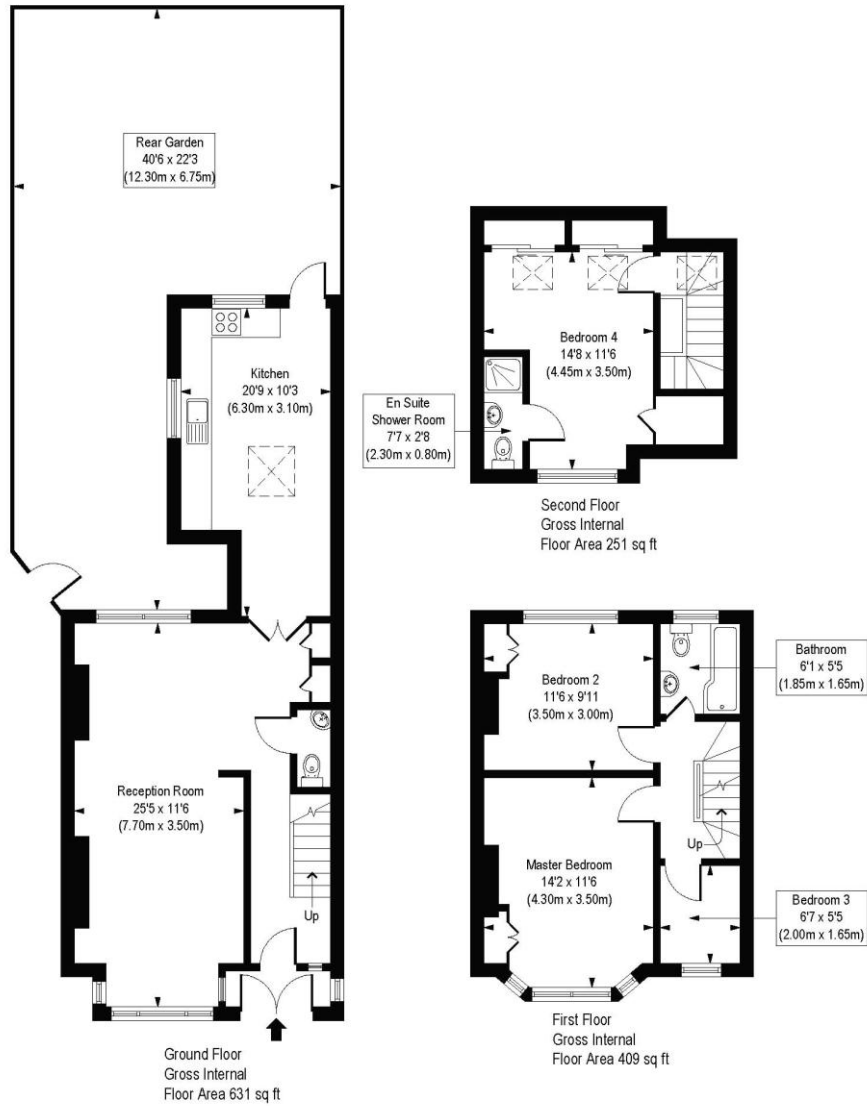 Rear Garden
40'6 x 22'3
(12.30m x 6.75m)
Kitchen
20'9 x 10'3
(6.30m x 3.10m)
Reception Room
25'5 x 11'6
(7.70m x 3.50m)
Up
Ground Floor
Gross Internal
Floor Area 631 sq ft
Bedroom 4
14'8 x 11'6
(4.45m x 3.50m)
En Suite
Shower Room
7'7 x 2'8
(2.30m x 0.80m)
Second Floor
Gross Internal
Floor Area 251 sq ft
Bedroom 2
11'6 x 9'11
(3.50m x 3.00m)
Bathroom
6'1 x 5'5
(1.85m x 1.65m)
Up
Master Bedroom
14'2 x 11'6
(4.30m x 3.50m)
Bedroom 3
6'7 x 5'5
(2.00m x 1.65m)
First Floor
Gross Internal
Floor Area 409 sq ft